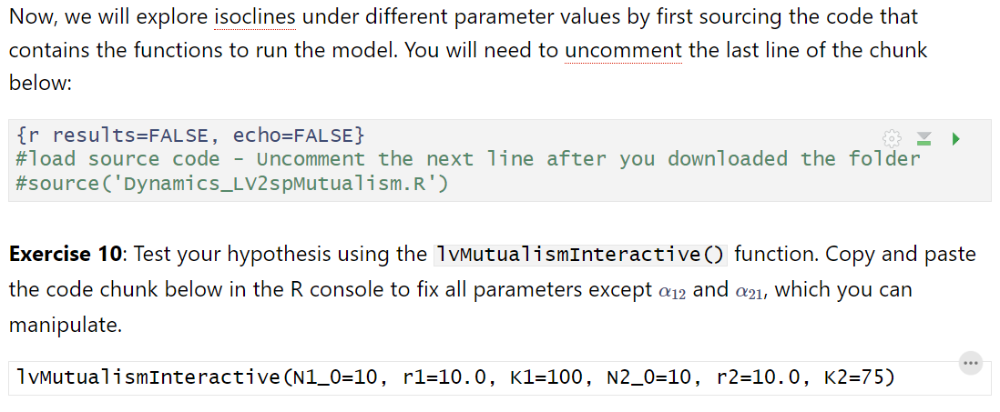 Now, we will explore isoclines under different parameter values by first sourcing the code that
contains the functions to run the model. You will need to uncomment the last line of the chunk
below:
{r results=FALSE, echo=FALSE}
#load source code - Uncomment the next line after you downloaded the folder
#source('Dynamics_LV2spMutualism.R')
Exercise 10: Test your hypothesis using the lvMutualismInteractive() function. Copy and paste
the code chunk below in the R console to fix all parameters except α12 and α21, which you can
manipulate.
lvMutualismInteractive(N1_0=10, r1=10.0, K1=100, N2_0=10, r2=10.0, K2=75)